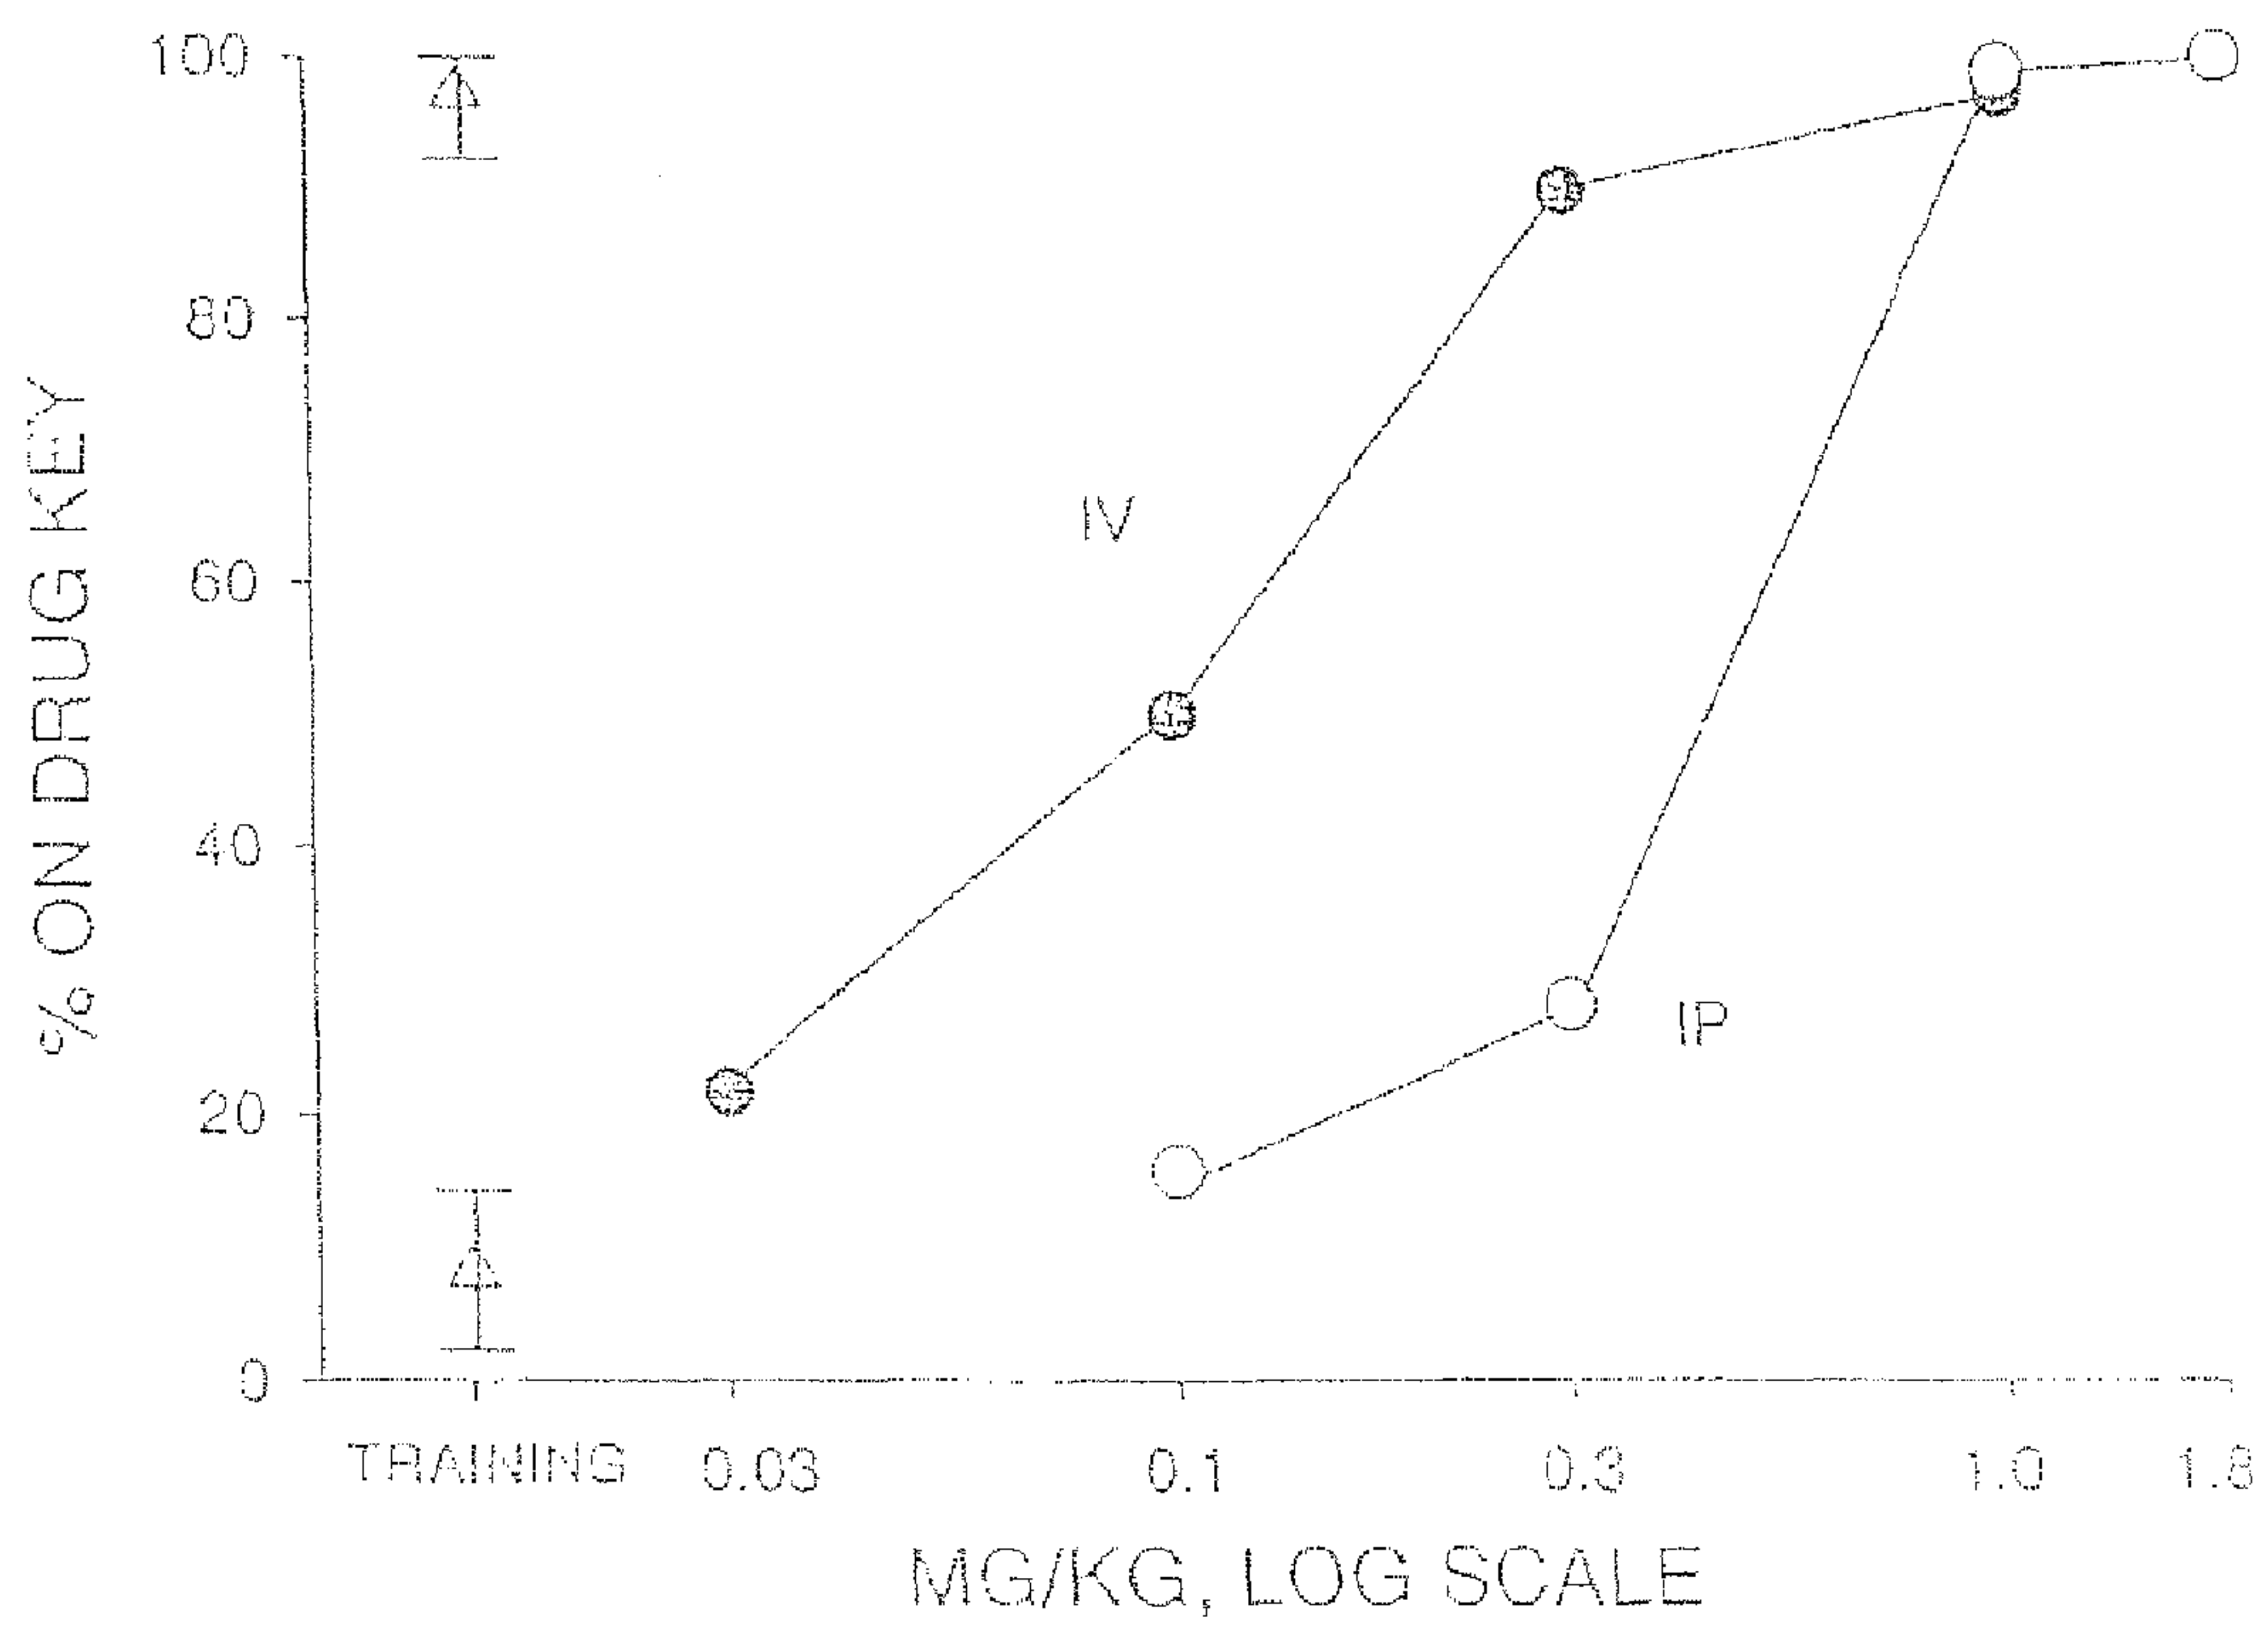 100
80
60
40
20
0
% ON DRUG KEY
IV
IP
TRAINING 0.03 0.1 0.3 1.0 1.8
MG/KG, LOG SCALE